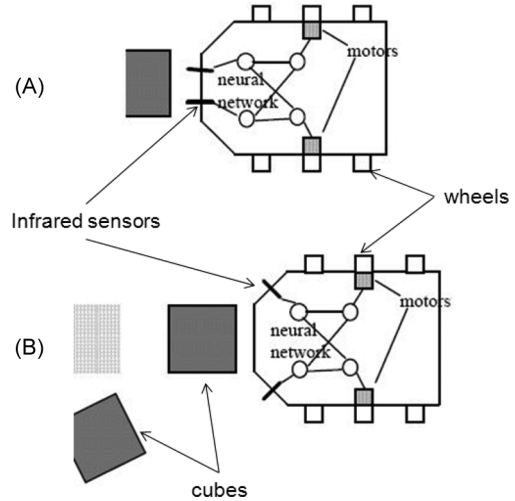 motors
(A)
neural
network
wheels
Infrared sensors
motors
(B)
neural
network
cubes